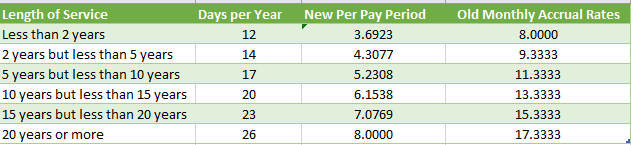 Length of Service Days per Year New Per Pay Period Old Monthly Accrual Rates
Less than 2 years 12 3.6923 8.0000
2 years but less than 5 years 14 4.3077 9.3333
5 years but less than 10 years 17 5.2308 11.3333
10 years but less than 15 years 20 6.1538 13.3333
15 years but less than 20 years 23 7.0769 15.3333
20 years or more 26 8.0000 17.3333